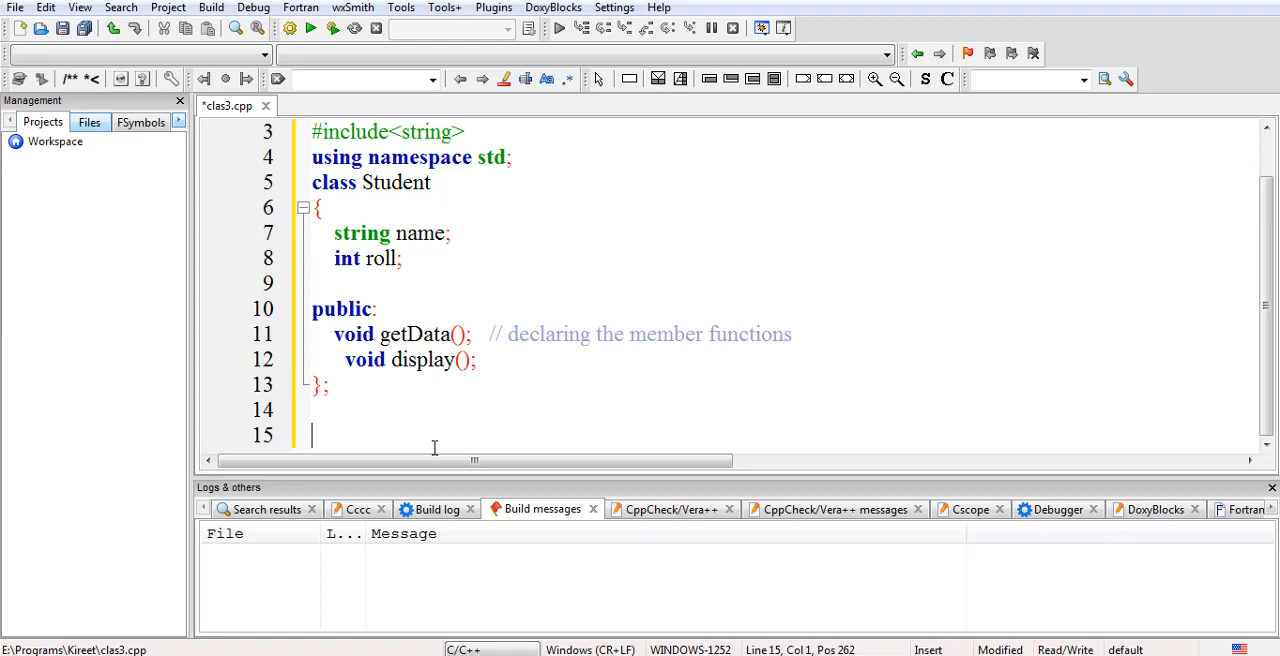 File Edit View Search Project Build Debug Fortran wxSmith Tools Tools+ Plugins DoxyBlocks Settings Help
/** *< 
S C
Management
Projects Files FSymbols
Workspace
*clas3.cpp
3 #include<string>
4 using namespace std;
5 class Student
6 {
7 string name;
8 int roll;
9
10 public:
11 void getData(); // declaring the member functions
12 void display();
13 };
14
15
Logs & others
Search results Cccc Build log Build messages CppCheck/Vera++ CppCheck/Vera++ messages Cscope Debugger DoxyBlocks Fortran
File L... Message
E:\Programs\Kireet\clas3.cpp C/C++ Windows (CR+LF) WINDOWS-1252 Line 15, Col 1, Pos 262 Insert Modified Read/Write default